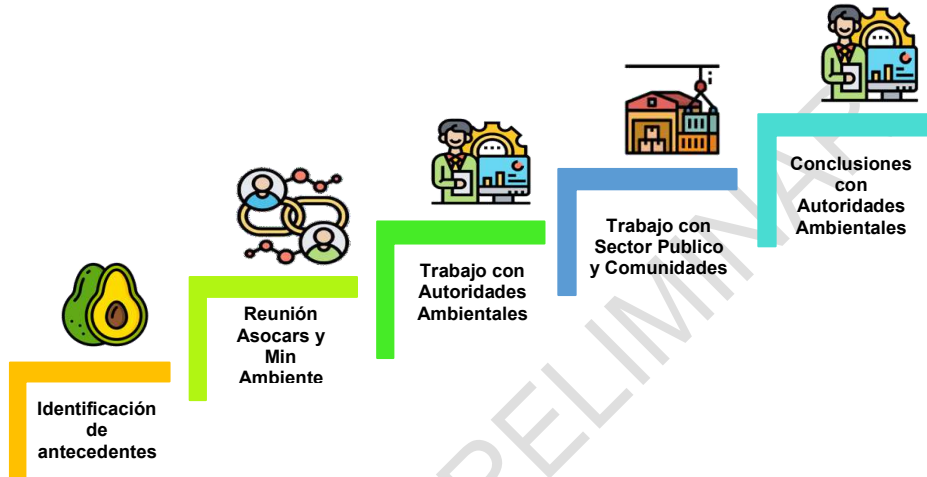 Identificación
de
antecedentes
Reunión
Asocars y
Min
Ambiente
Trabajo con
Autoridades
Ambientales
Trabajo con
Sector Publico
y Comunidades
Conclusiones
con
Autoridades
Ambientales
PRELIMINAR